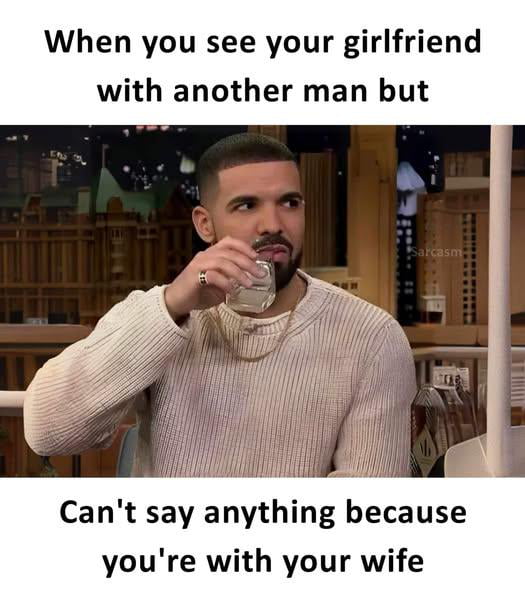 When you see your girlfriend
with another man but
Sarcasm
Can't say anything because
you're with your wife